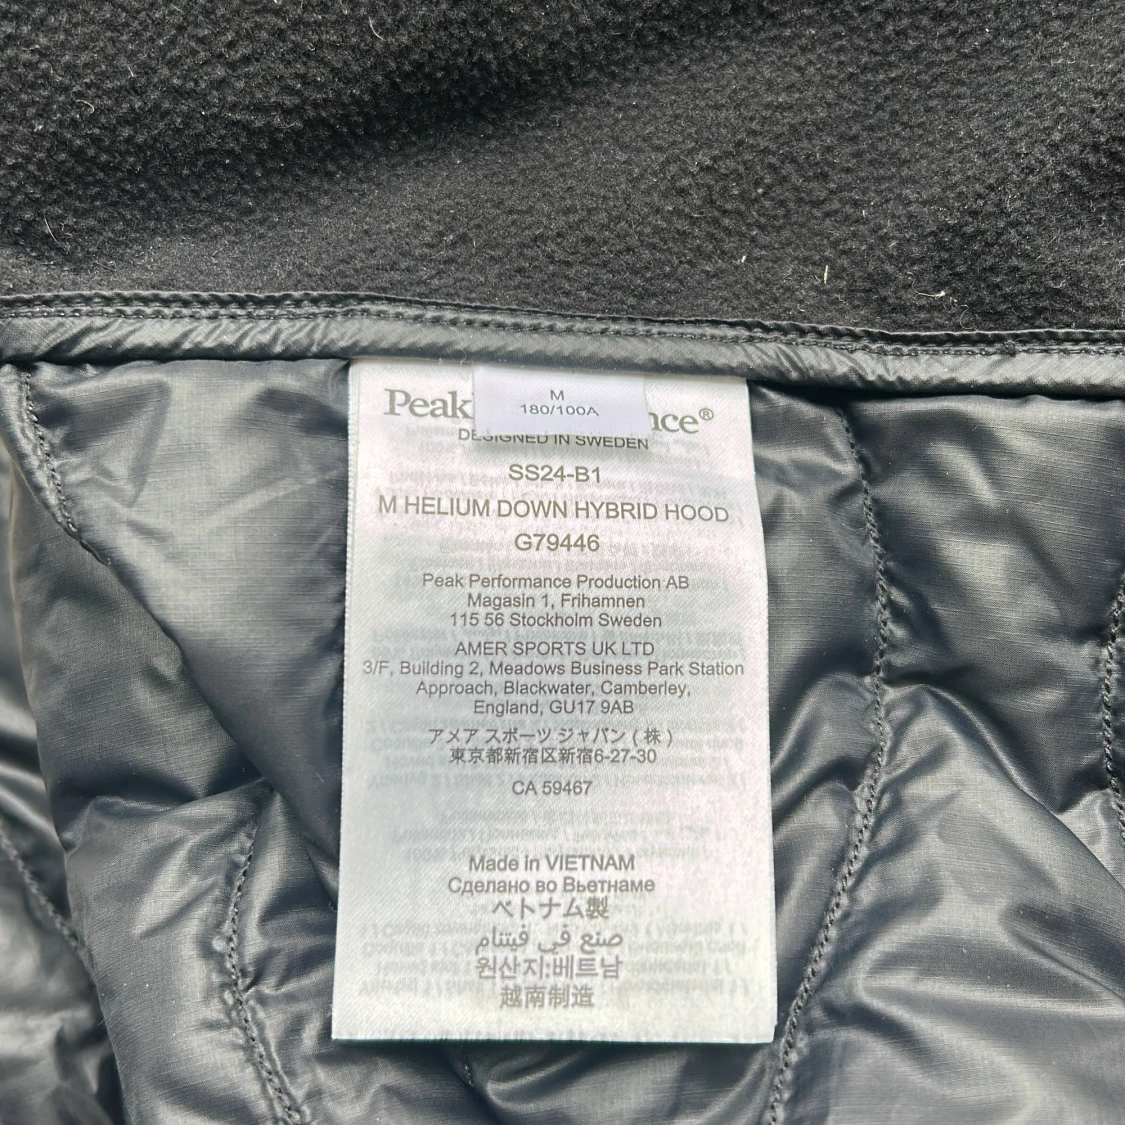 Peak nce®
M
180/100A
DESIGNED IN SWEDEN
SS24-B1
M HELIUM DOWN HYBRID HOOD
G79446
Peak Performance Production AB
Magasin 1, Frihamnen
115 56 Stockholm Sweden
AMER SPORTS UK LTD
3/F, Building 2, Meadows Business Park Station
Approach, Blackwater, Camberley,
England, GU17 9AB
アメア スポーツ ジャパン ( 株 )
東京都新宿区新宿6-27-30
CA 59467
Made in VIETNAM
Сделано во Вьетнаме
ベトナム製
صنع في فيتنام
원산지:베트남
越南制造